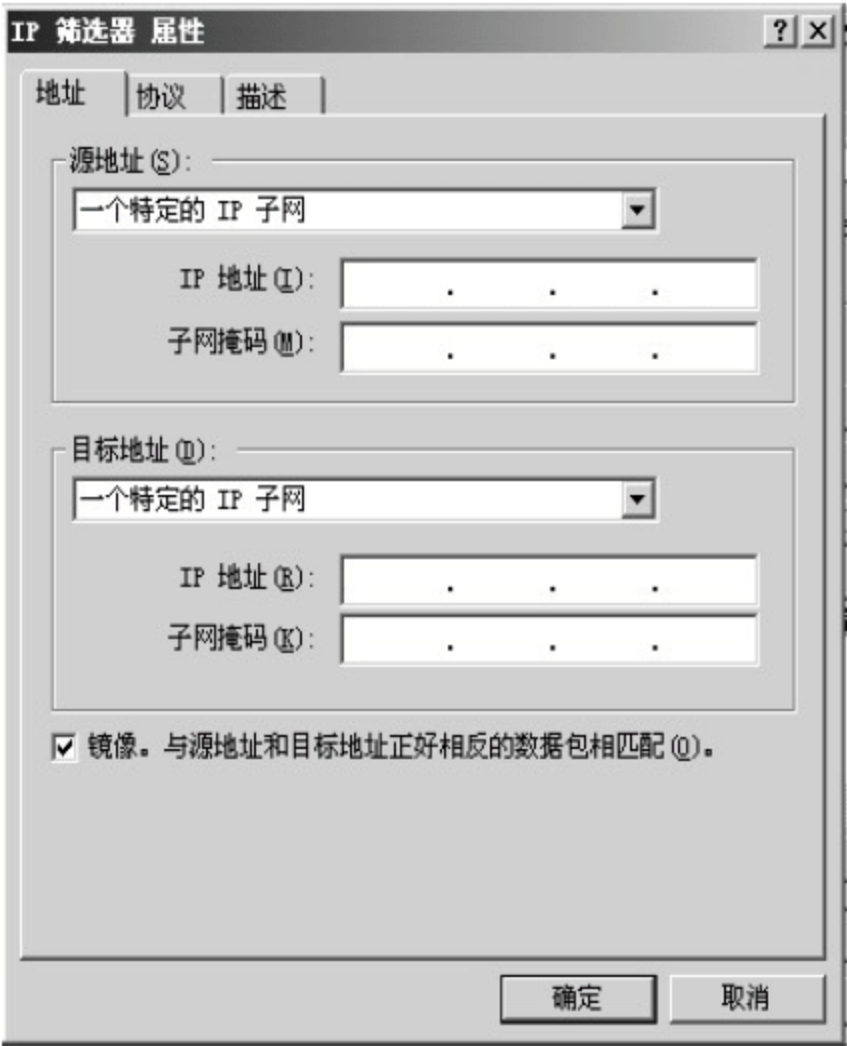 IP 筛选器 属性
地址 协议 描述
源地址(S):
一个特定的 IP 子网
IP 地址(I): . . .
子网掩码(M): . . .
目标地址(D):
一个特定的 IP 子网
IP 地址(R): . . .
子网掩码(K): . . .
镜像。与源地址和目标地址正好相反的数据包相匹配(O)。
确定 取消